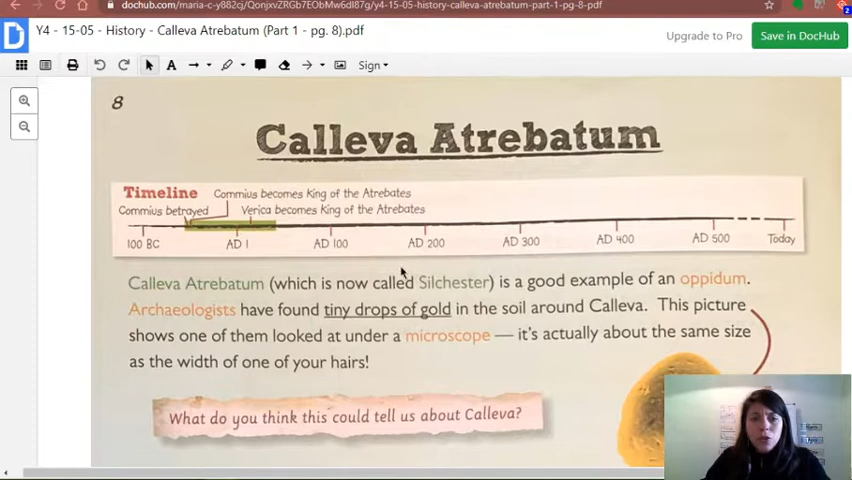 dochub.com/maria-c-y882cj/QonjxvZRGb7EObMw6dI87g/y4-15-05-history-calleva-atrebatum-part-1-pg-8-pdf
Y4 - 15-05 - History - Calleva Atrebatum (Part 1 - pg. 8).pdf
Upgrade to Pro
Save in DocHub
A
Sign
8
Calleva Atrebatum
Timeline
Commius becomes King of the Atrebates
Commius betrayed
Verica becomes King of the Atrebates
100 BC AD 1 AD 100 AD 200 AD 300 AD 400 AD 500 Today
Calleva Atrebatum (which is now called Silchester) is a good example of an oppidum.
Archaeologists have found tiny drops of gold in the soil around Calleva. This picture
shows one of them looked at under a microscope — it's actually about the same size
as the width of one of your hairs!
What do you think this could tell us about Calleva?